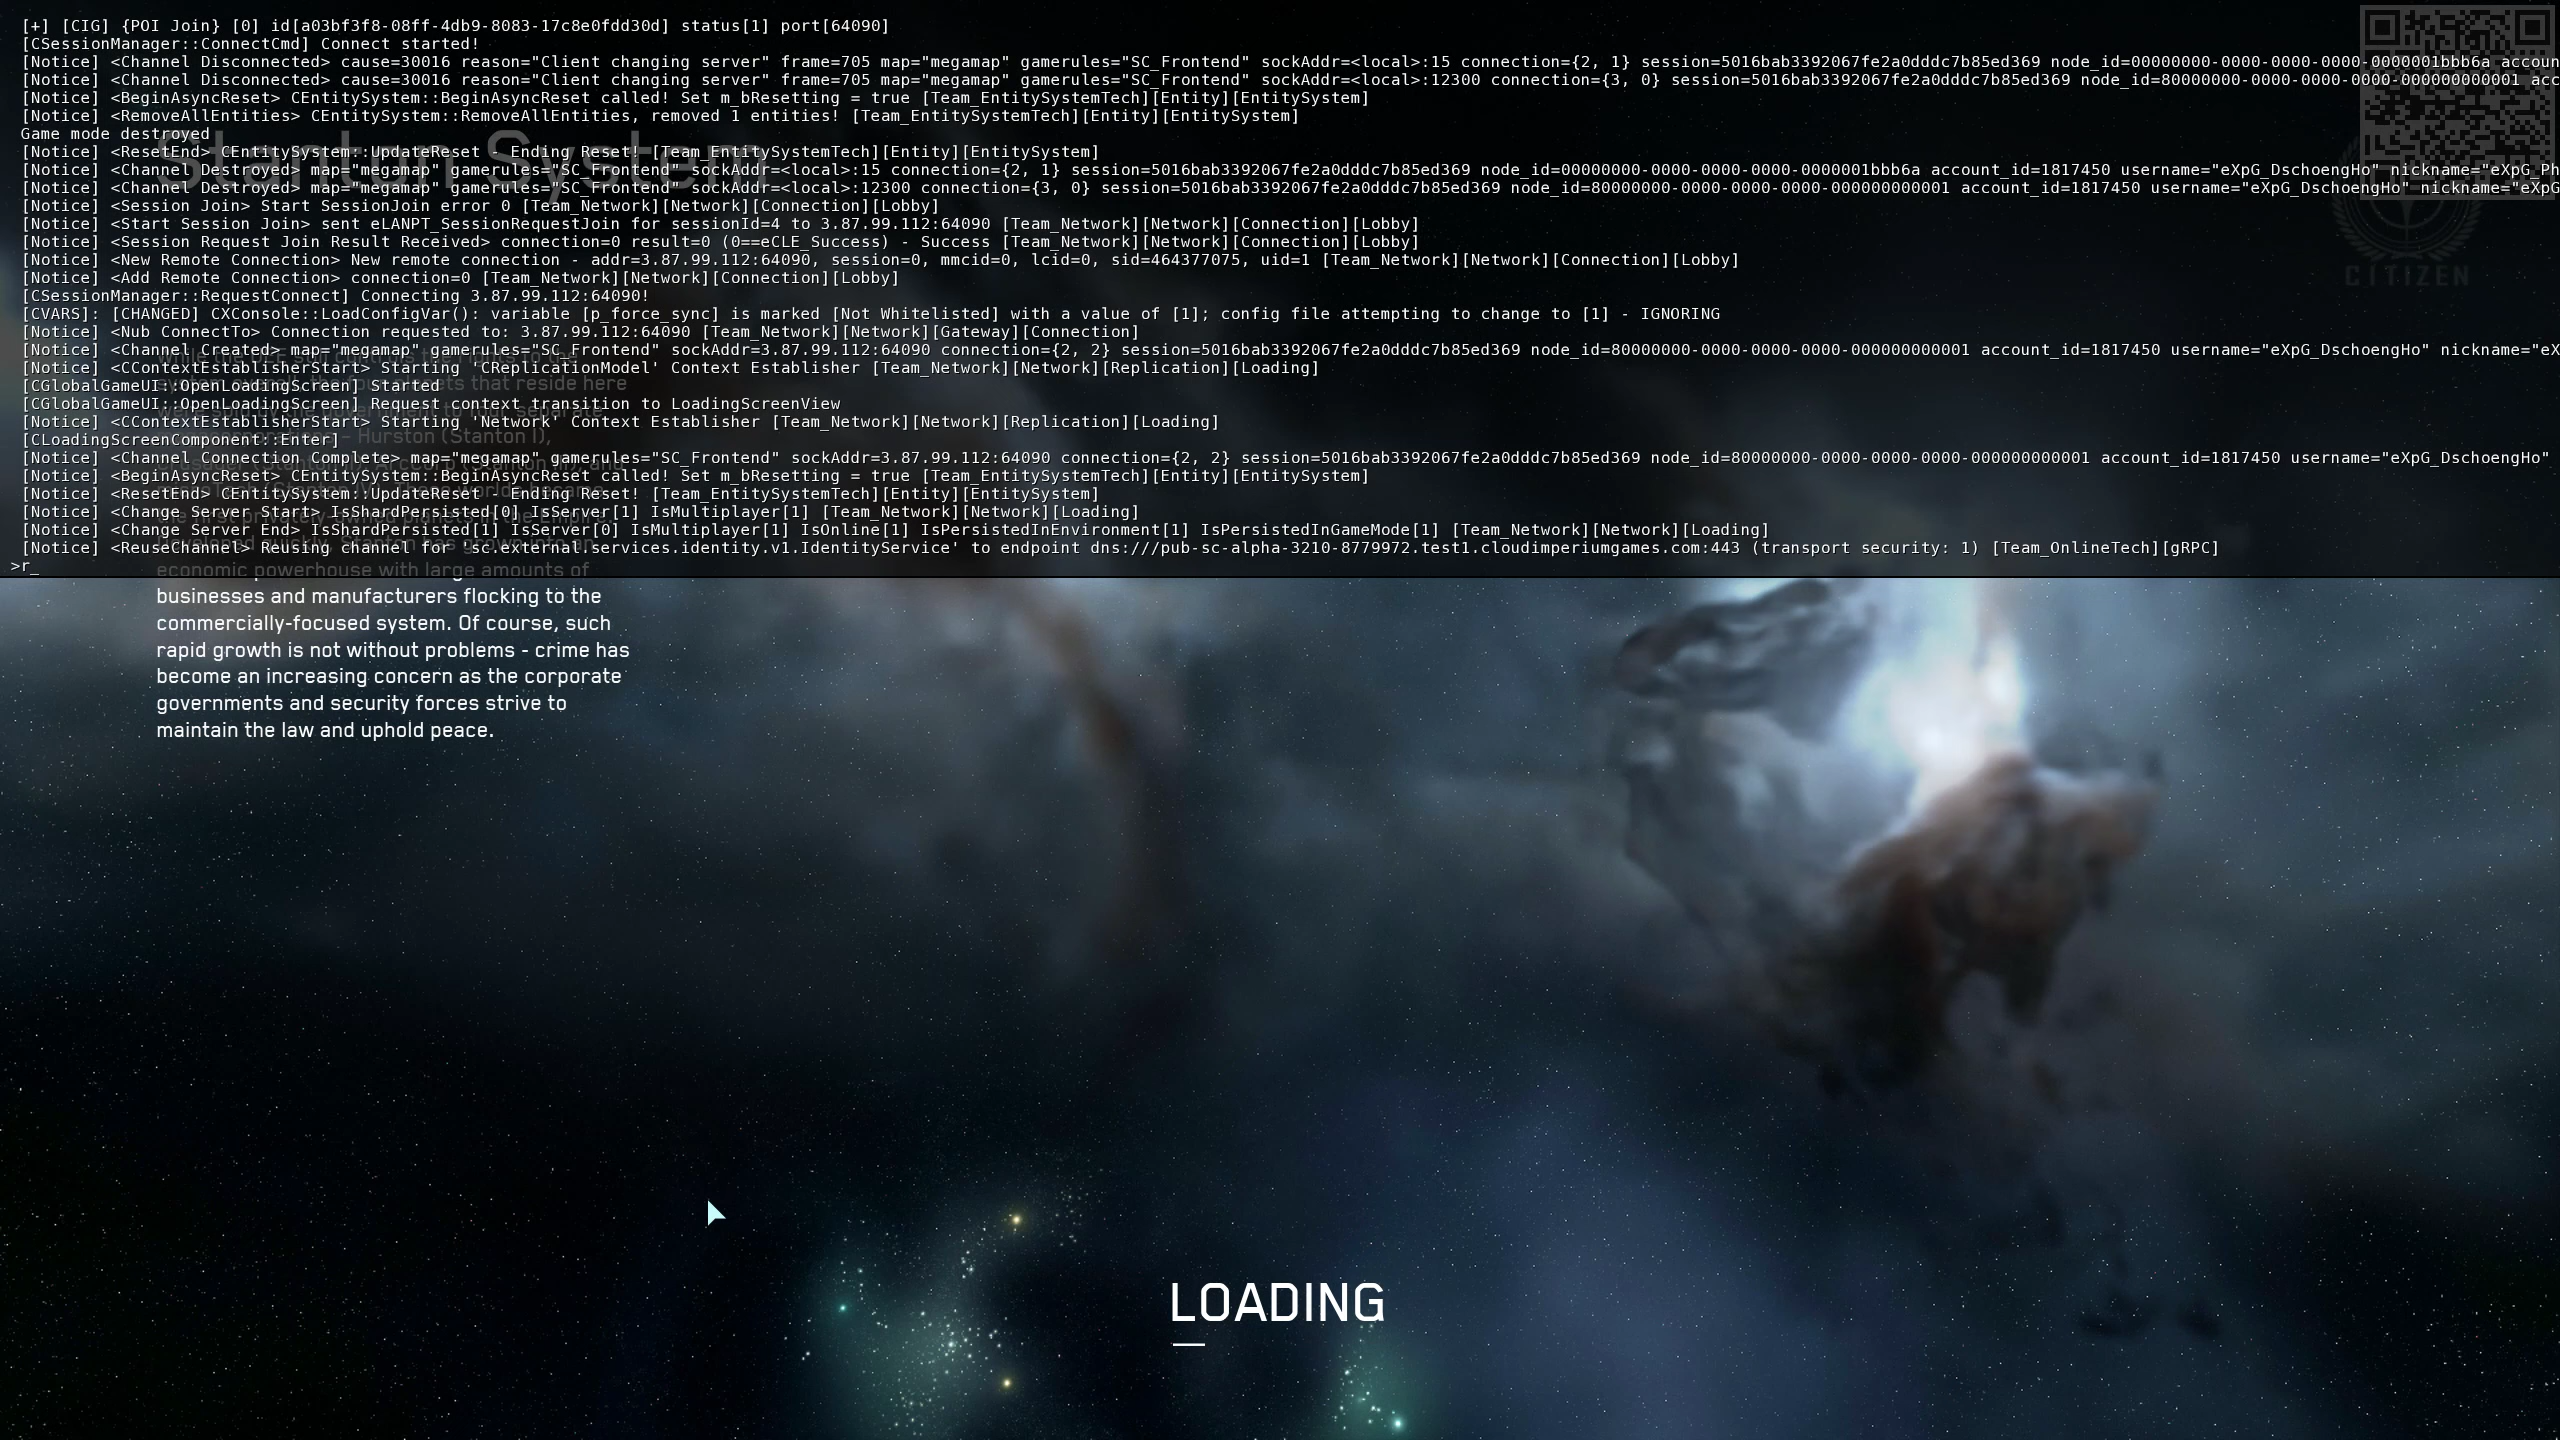 [+] [CIG] {POI Join} [0] id[a03bf3f8-08ff-4db9-8083-17c8e0fdd30d] status[1] port[64090]
[CSessionManager::ConnectCmd] Connect started!
[Notice] <Channel Disconnected> cause=30016 reason="Client changing server" frame=705 map="megamap" gamerules="SC_Frontend" sockAddr=<local>:15 connection={2, 1} session=5016bab3392067fe2a0dddc7b85ed369 node_id=00000000-0000-0000-0000-0000001bbb6a accoun
[Notice] <Channel Disconnected> cause=30016 reason="Client changing server" frame=705 map="megamap" gamerules="SC_Frontend" sockAddr=<local>:12300 connection={3, 0} session=5016bab3392067fe2a0dddc7b85ed369 node_id=80000000-0000-0000-0000-000000000001 acc
[Notice] <BeginAsyncReset> CEntitySystem::BeginAsyncReset called! Set m_bResetting = true [Team_EntitySystemTech][Entity][EntitySystem]
[Notice] <RemoveAllEntities> CEntitySystem::RemoveAllEntities, removed 1 entities! [Team_EntitySystemTech][Entity][EntitySystem]
Game mode destroyed
Stanton System
[Notice] <ResetEnd> CEntitySystem::UpdateReset - Ending Reset! [Team_EntitySystemTech][Entity][EntitySystem]
[Notice] <Channel Destroyed> map="megamap" gamerules="SC_Frontend" sockAddr=<local>:15 connection={2, 1} session=5016bab3392067fe2a0dddc7b85ed369 node_id=00000000-0000-0000-0000-0000001bbb6a account_id=1817450 username="eXpG_DschoengHo" nickname="eXpG_Ph
[Notice] <Channel Destroyed> map="megamap" gamerules="SC_Frontend" sockAddr=<local>:12300 connection={3, 0} session=5016bab3392067fe2a0dddc7b85ed369 node_id=80000000-0000-0000-0000-000000000001 account_id=1817450 username="eXpG_DschoengHo" nickname="eXpG
[Notice] <Session Join> Start SessionJoin error 0 [Team_Network][Network][Connection][Lobby]
[Notice] <Start Session Join> sent eLANPT_SessionRequestJoin for sessionId=4 to 3.87.99.112:64090 [Team_Network][Network][Connection][Lobby]
[Notice] <Session Request Join Result Received> connection=0 result=0 (0==eCLE_Success) - Success [Team_Network][Network][Connection][Lobby]
[Notice] <New Remote Connection> New remote connection - addr=3.87.99.112:64090, session=0, mmcid=0, lcid=0, sid=464377075, uid=1 [Team_Network][Network][Connection][Lobby]
[Notice] <Add Remote Connection> connection=0 [Team_Network][Network][Connection][Lobby]
CITIZEN
[CSessionManager::RequestConnect] Connecting 3.87.99.112:64090!
[CVARS]: [CHANGED] CXConsole::LoadConfigVar(): variable [p_force_sync] is marked [Not Whitelisted] with a value of [1]; config file attempting to change to [1] - IGNORING
[Notice] <Nub ConnectTo> Connection requested to: 3.87.99.112:64090 [Team_Network][Network][Gateway][Connection]
[Notice] <Channel Created> map="megamap" gamerules="SC_Frontend" sockAddr=3.87.99.112:64090 connection={2, 2} session=5016bab3392067fe2a0dddc7b85ed369 node_id=80000000-0000-0000-0000-000000000001 account_id=1817450 username="eXpG_DschoengHo" nickname="eX
[Notice] <CContextEstablisherStart> Starting 'CReplicationModel' Context Establisher [Team_Network][Network][Replication][Loading]
[CGlobalGameUI::OpenLoadingScreen] Started
[CGlobalGameUI::OpenLoadingScreen] Request context transition to LoadingScreenView
[Notice] <CContextEstablisherStart> Starting 'Network' Context Establisher [Team_Network][Network][Replication][Loading]
[CLoadingScreenComponent::Enter]
[Notice] <Channel Connection Complete> map="megamap" gamerules="SC_Frontend" sockAddr=3.87.99.112:64090 connection={2, 2} session=5016bab3392067fe2a0dddc7b85ed369 node_id=80000000-0000-0000-0000-000000000001 account_id=1817450 username="eXpG_DschoengHo"
[Notice] <BeginAsyncReset> CEntitySystem::BeginAsyncReset called! Set m_bResetting = true [Team_EntitySystemTech][Entity][EntitySystem]
[Notice] <ResetEnd> CEntitySystem::UpdateReset - Ending Reset! [Team_EntitySystemTech][Entity][EntitySystem]
[Notice] <Change Server Start> IsShardPersisted[0] IsServer[1] IsMultiplayer[1] [Team_Network][Network][Loading]
[Notice] <Change Server End> IsShardPersisted[1] IsServer[0] IsMultiplayer[1] IsOnline[1] IsPersistedInEnvironment[1] IsPersistedInGameMode[1] [Team_Network][Network][Loading]
[Notice] <ReuseChannel> Reusing channel for 'sc.external.services.identity.v1.IdentityService' to endpoint dns:///pub-sc-alpha-3210-8779972.test1.cloudimperiumgames.com:443 (transport security: 1) [Team_OnlineTech][gRPC]
>r_
economic powerhouse with large amounts of
businesses and manufacturers flocking to the
commercially-focused system. Of course, such
rapid growth is not without problems - crime has
become an increasing concern as the corporate
governments and security forces strive to
maintain the law and uphold peace.
LOADING